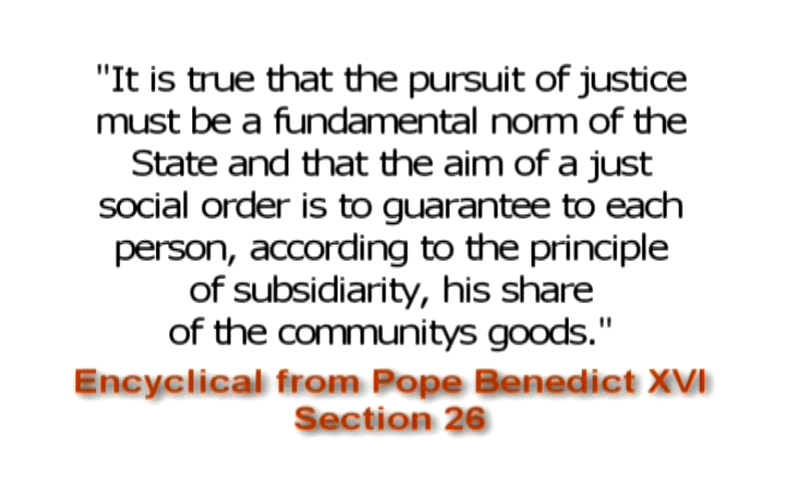 "It is true that the pursuit of justice
must be a fundamental norm of the
State and that the aim of a just
social order is to guarantee to each
person, according to the principle
of subsidiarity, his share
of the communitys goods."
Encyclical from Pope Benedict XVI
Section 26